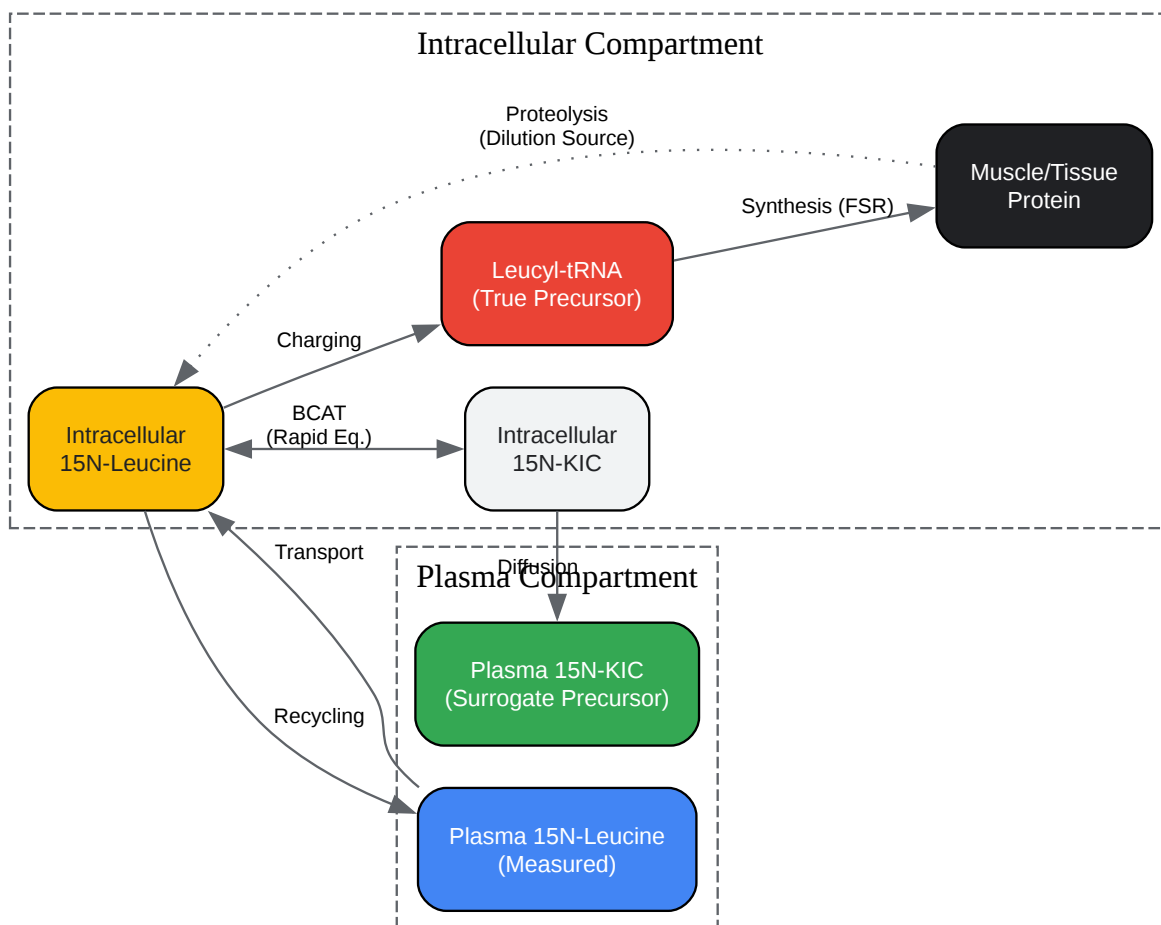 Intracellular Compartment
Proteolysis
(Dilution Source)
Muscle/Tissue
Protein
Synthesis (FSR)
Leucyl-tRNA
(True Precursor)
Charging
Intracellular
15N-Leucine
BCAT
(Rapid Eq.)
Intracellular
15N-KIC
Transport
Diffusion
Plasma Compartment
Plasma 15N-KIC
(Surrogate Precursor)
Recycling
Plasma 15N-Leucine
(Measured)